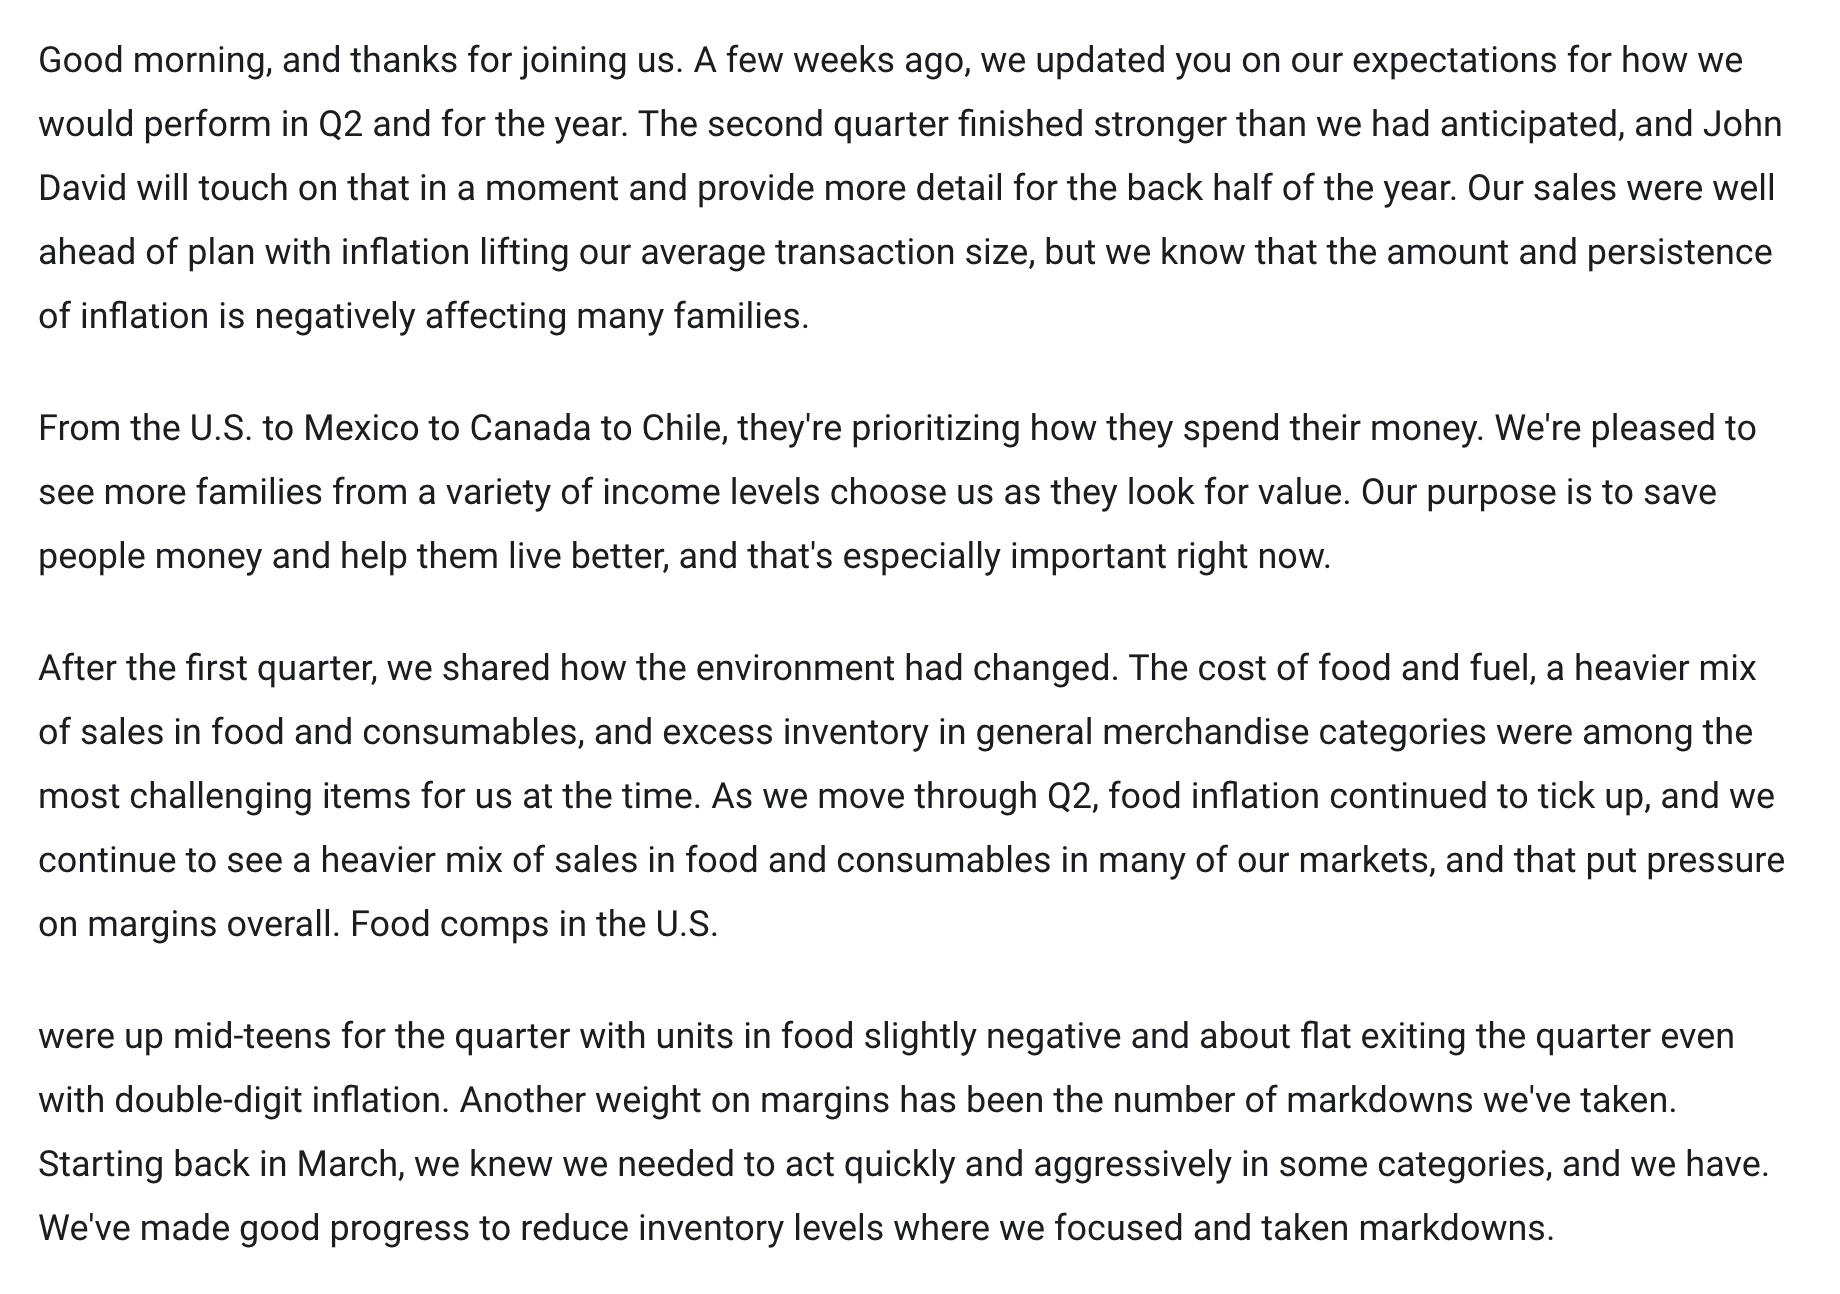 Good morning, and thanks for joining us. A few weeks ago, we updated you on our expectations for how we
would perform in Q2 and for the year. The second quarter finished stronger than we had anticipated, and John
David will touch on that in a moment and provide more detail for the back half of the year. Our sales were well
ahead of plan with inflation lifting our average transaction size, but we know that the amount and persistence
of inflation is negatively affecting many families.
From the U.S. to Mexico to Canada to Chile, they're prioritizing how they spend their money. We're pleased to
see more families from a variety of income levels choose us as they look for value. Our purpose is to save
people money and help them live better, and that's especially important right now.
After the first quarter, we shared how the environment had changed. The cost of food and fuel, a heavier mix
of sales in food and consumables, and excess inventory in general merchandise categories were among the
most challenging items for us at the time. As we move through Q2, food inflation continued to tick up, and we
continue to see a heavier mix of sales in food and consumables in many of our markets, and that put pressure
on margins overall. Food comps in the U.S.
were up mid-teens for the quarter with units in food slightly negative and about flat exiting the quarter even
with double-digit inflation. Another weight on margins has been the number of markdowns we've taken.
Starting back in March, we knew we needed to act quickly and aggressively in some categories, and we have.
We've made good progress to reduce inventory levels where we focused and taken markdowns.